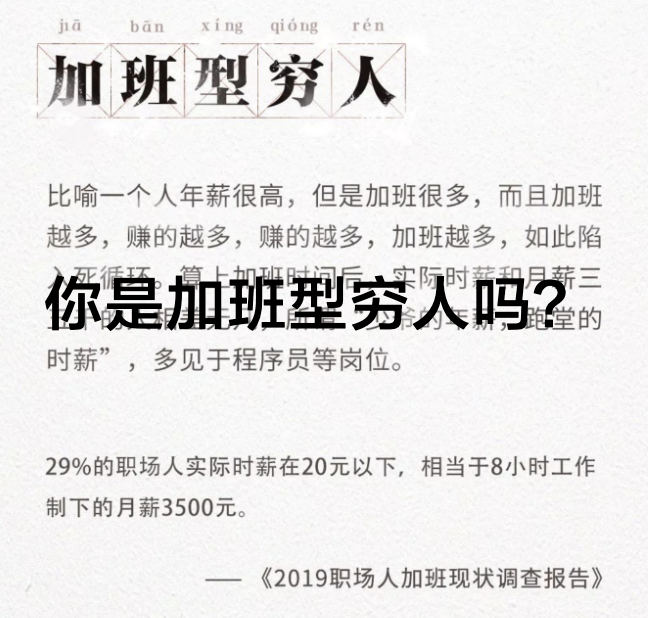 jiā bān xíng qióng rén
加班型穷人
比喻一个人年薪很高，但是加班很多，而且加班
越多，赚的越多，赚的越多，加班越多，如此陷
入死循环。算上加班时间后，实际时薪和月薪三
你是加班型穷人吗？
的年薪，跑堂的
时薪”，多见于程序员等岗位。
29%的职场人实际时薪在20元以下，相当于8小时工作
制下的月薪3500元。
—— 《2019职场人加班现状调查报告》